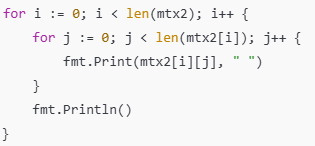 for i := 0; i < len(mtx2); i++ {
    for j := 0; j < len(mtx2[i]); j++ {
        fmt.Print(mtx2[i][j], " ")
    }
    fmt.Println()
}